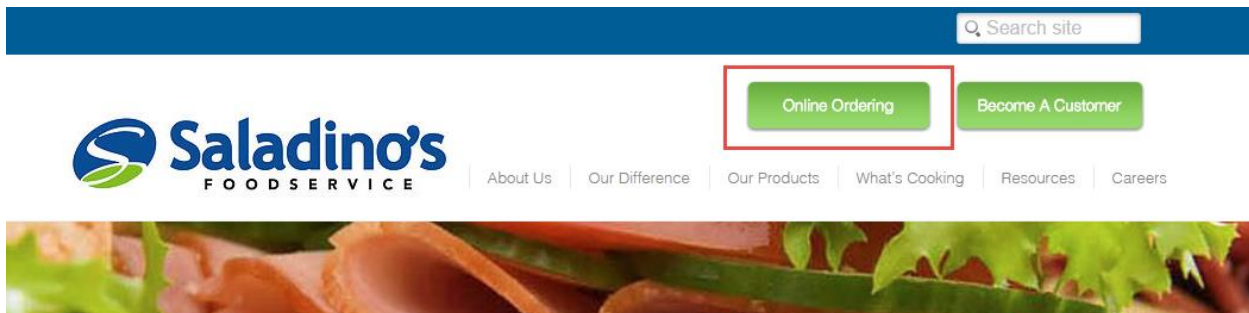 Search site
Online Ordering
Become A Customer
Saladino's
FOODSERVICE
About Us
Our Difference
Our Products
What's Cooking
Resources
Careers